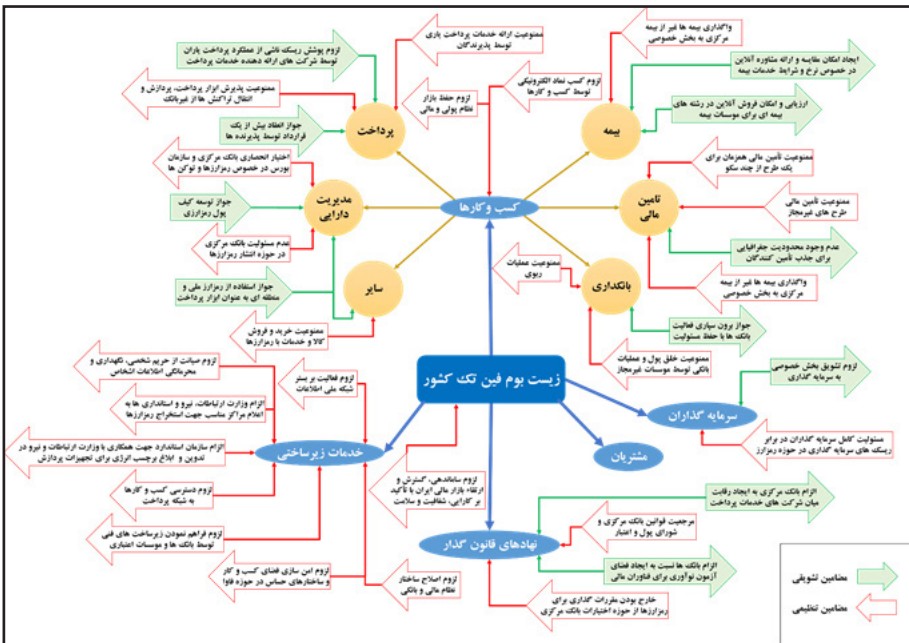 لزوم پوشش ریسک ناشی از عملکرد پرداخت یاران
توسط شرکت های ارائه دهنده خدمات پرداخت
ممنوعیت ارائه خدمات پرداخت یاری
توسط پذیرندگان
واگذاری بیمه ها غیر از بیمه
مرکزی به بخش خصوصی
ایجاد امکان مقایسه و ارائه مشاوره آنلاین
در خصوص نرخ و شرایط خدمات بیمه
ممنوعیت پذیرش ابزار پرداخت، پردازش و
انتقال تراکنش ها از غیربانک
لزوم حفظ بازار
نظام پولی و مالی
لزوم کسب نماد الکترونیکی
توسط کسب و کارها
ارزیابی و امکان فروش آنلاین در رشته های
بیمه ای برای موسسات بیمه
جواز انعقاد بیش از یک
قرارداد توسط پذیرنده ها
پرداخت
بیمه
اختیار انحصاری بانک مرکزی و سازمان
بورس در خصوص رمزارزها و توکن ها
ممنوعیت تأمین مالی همزمان برای
یک طرح از چند سکو
جواز توسعه کیف
پول رمزارزی
مدیریت
دارایی
کسب وکارها
تامین
مالی
ممنوعیت تأمین مالی
طرح های غیرمجاز
عدم مسئولیت بانک مرکزی
در حوزه انتشار رمزارزها
عدم وجود محدودیت جغرافیایی
برای جذب تأمین کنندگان
ممنوعیت عملیات
ربوی
جواز استفاده از رمزارز ملی و
منطقه ای به عنوان ابزار پرداخت
سایر
بانکداری
واگذاری بیمه ها غیر از بیمه
مرکزی به بخش خصوصی
ممنوعیت خرید و فروش
کالا و خدمات با رمزارزها
جواز برون سپاری فعالیت
بانک ها با حفظ مسئولیت
ممنوعیت خلق پول و عملیات
بانکی توسط موسسات غیرمجاز
زیست بوم فین تک کشور
لزوم صیانت از حریم شخصی، نگهداری و
محرمانگی اطلاعات اشخاص
لزوم فعالیت بر بستر
شبکه ملی اطلاعات
لزوم تشویق بخش خصوصی
به سرمایه گذاری
الزام وزارت ارتباطات، نیرو و استانداری ها به
اعلام مراکز مناسب جهت استخراج رمزارزها
سرمایه گذاران
مسئولیت کامل سرمایه گذاران در برابر
ریسک های سرمایه گذاری در حوزه رمزارز
الزام سازمان استاندارد جهت همکاری با وزارت ارتباطات و نیرو در
تدوین و ابلاغ برچسب انرژی برای تجهیزات پردازش
خدمات زیرساختی
مشتریان
لزوم دسترسی کسب و کارها
به شبکه پرداخت
لزوم ساماندهی، گسترش و
ارتقاء بازار مالی ایران با تأکید
بر کارایی، شفافیت و سلامت
الزام بانک مرکزی به ایجاد رقابت
میان شرکت های خدمات پرداخت
لزوم فراهم نمودن زیرساخت های فنی
توسط بانک ها و موسسات اعتباری
نهادهای قانون گذار
مرجعیت قوانین بانک مرکزی و
شورای پول و اعتبار
لزوم امن سازی فضای کسب و کار
و ساختارهای حساس در حوزه فاوا
لزوم اصلاح ساختار
نظام مالی و بانکی
الزام بانک ها نسبت به ایجاد فضای
آزمون نوآوری برای فناوران مالی
خارج بودن مقررات گذاری برای
رمزارزها از حوزه اختیارات بانک مرکزی
مضامین تشویقی
مضامین تنظیمی